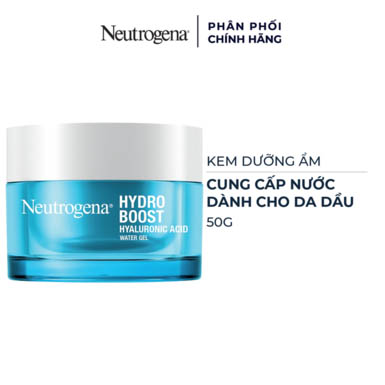 Neutrogena®
PHÂN PHỐI
CHÍNH HÃNG
Neutrogena®
HYDRO
BOOST
HYALURONIC ACID
WATER GEL
KEM DƯỠNG ẨM
CUNG CẤP NƯỚC
DÀNH CHO DA DẦU
50G